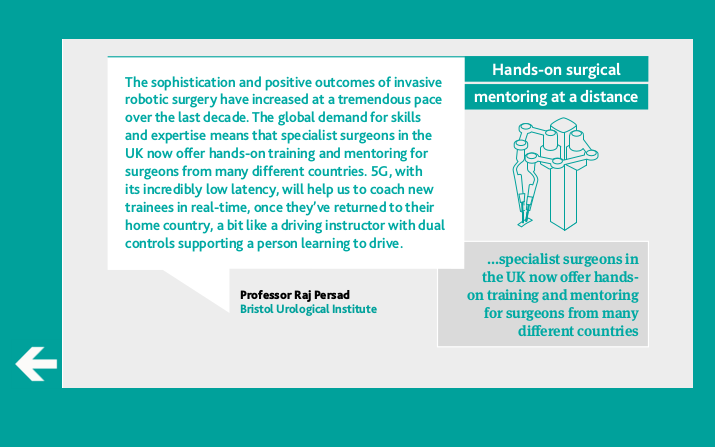 The sophistication and positive outcomes of invasive
robotic surgery have increased at a tremendous pace
over the last decade. The global demand for skills
and expertise means that specialist surgeons in the
UK now offer hands-on training and mentoring for
surgeons from many different countries. 5G, with
its incredibly low latency, will help us to coach new
trainees in real-time, once they've returned to their
home country, a bit like a driving instructor with dual
controls supporting a person learning to drive.
Professor Raj Persad
Bristol Urological Institute
Hands-on surgical
mentoring at a distance
...specialist surgeons in
the UK now offer hands-
on training and mentoring
for surgeons from many
different countries